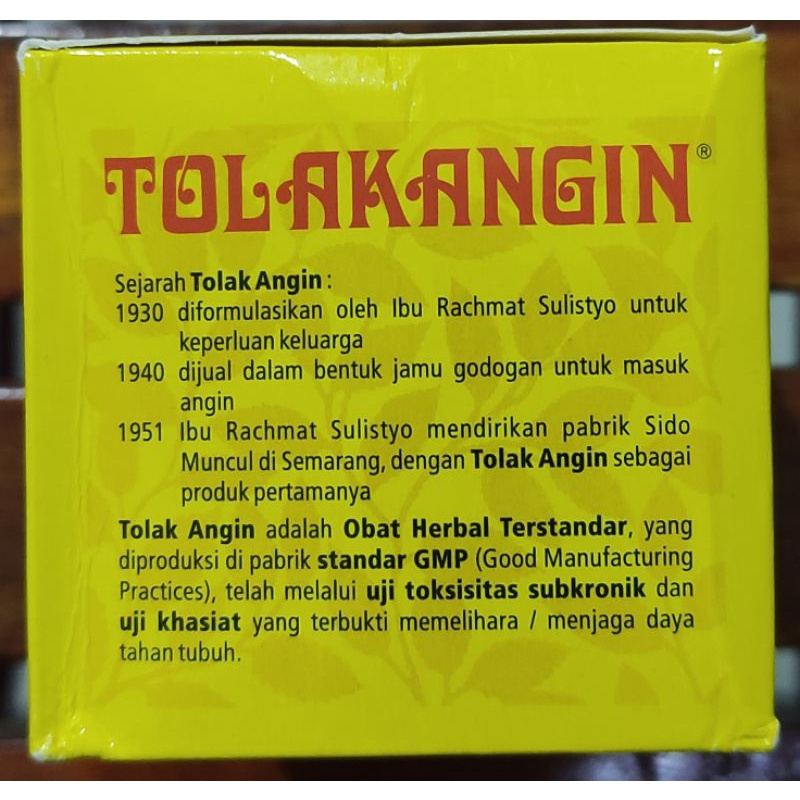 TOLAKANGIN®
Sejarah Tolak Angin :
1930 diformulasikan oleh Ibu Rachmat Sulistyo untuk
keperluan keluarga
1940 dijual dalam bentuk jamu godogan untuk masuk
angin
1951 Ibu Rachmat Sulistyo mendirikan pabrik Sido
Muncul di Semarang, dengan Tolak Angin sebagai
produk pertamanya
Tolak Angin adalah Obat Herbal Terstandar, yang
diproduksi di pabrik standar GMP (Good Manufacturing
Practices), telah melalui uji toksisitas subkronik dan
uji khasiat yang terbukti memelihara / menjaga daya
tahan tubuh.